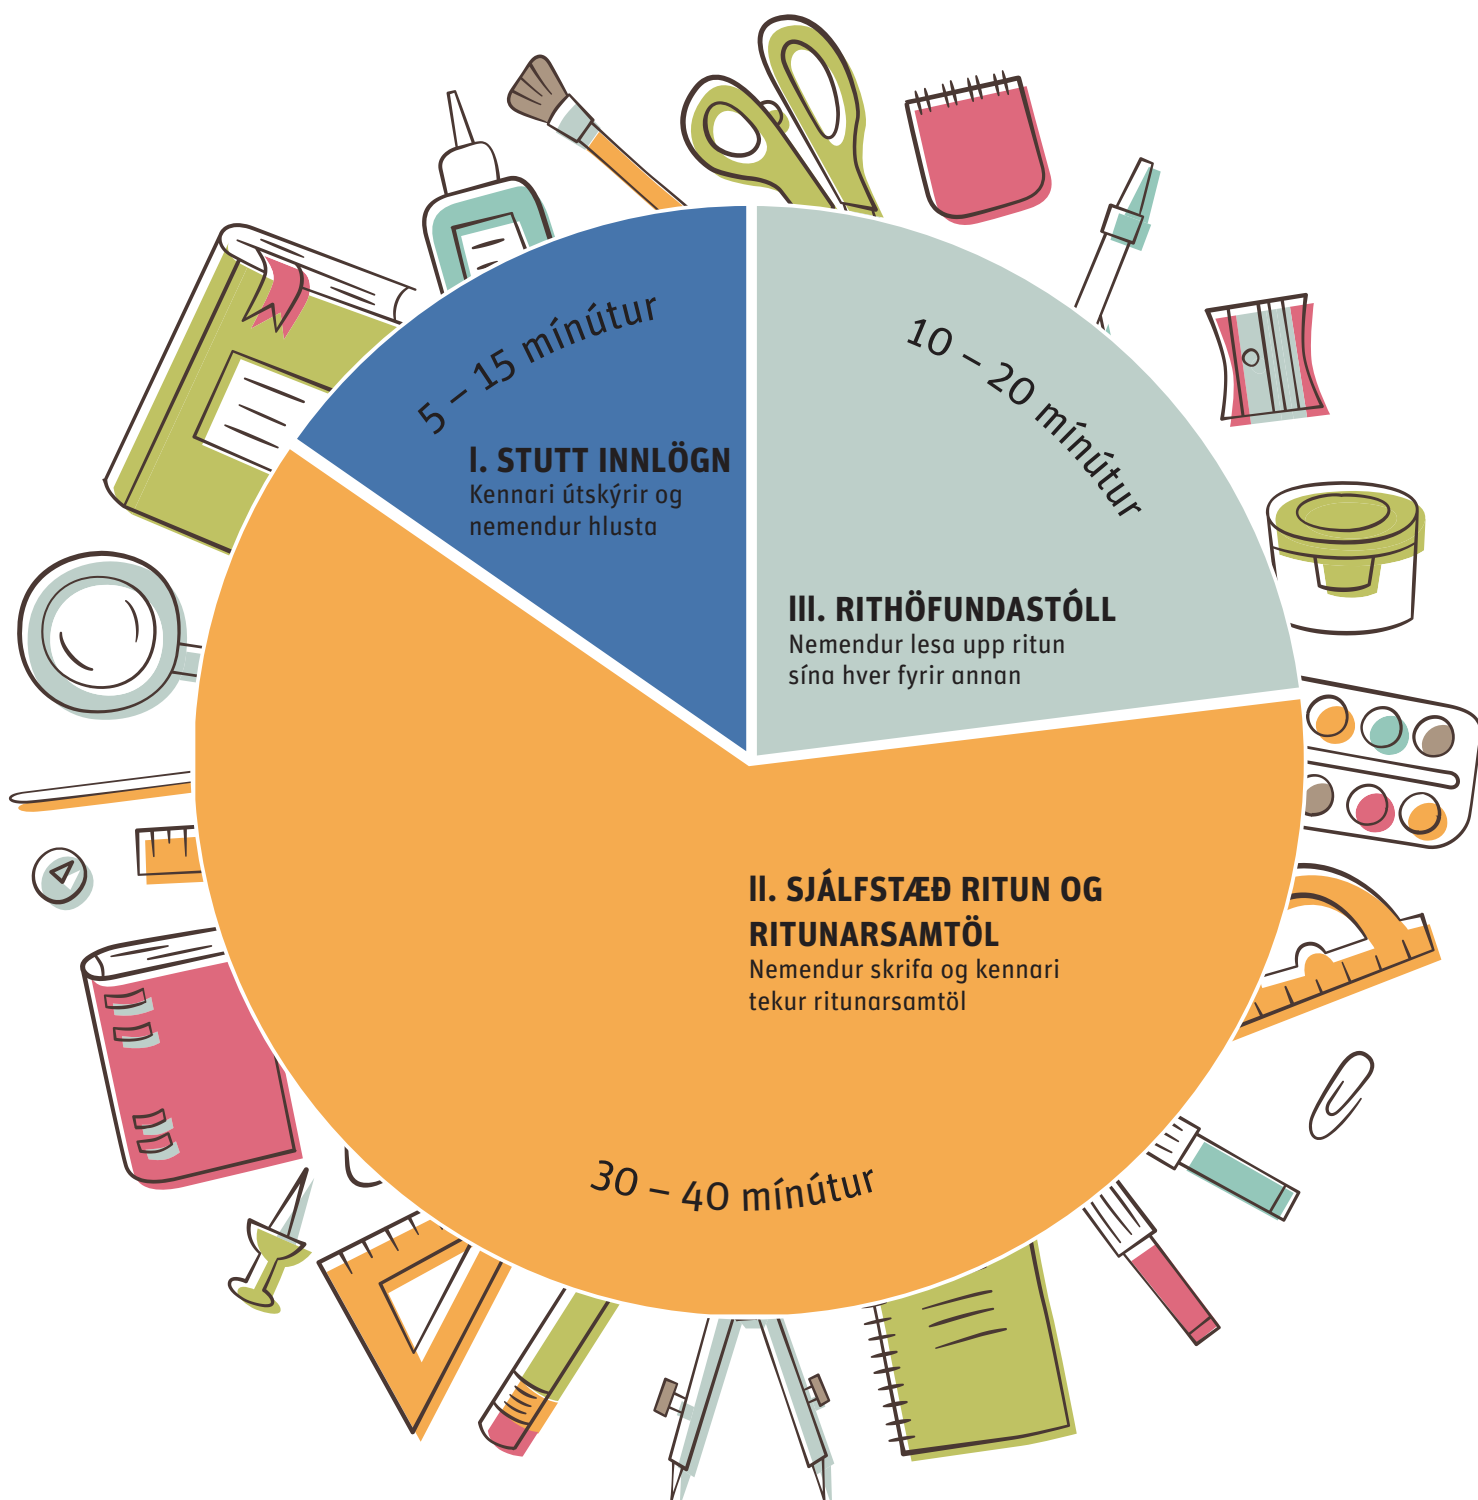 5 – 15 mínútur
I. STUTT INNLÖGN
Kennari útskýrir og
nemendur hlusta
10 – 20 mínútur
III. RITHÖFUNDASTÓLL
Nemendur lesa upp ritun
sína hver fyrir annan
II. SJÁLFSTÆÐ RITUN OG
RITUNARSAMTÖL
Nemendur skrifa og kennari
tekur ritunarsamtöl
30 – 40 mínútur